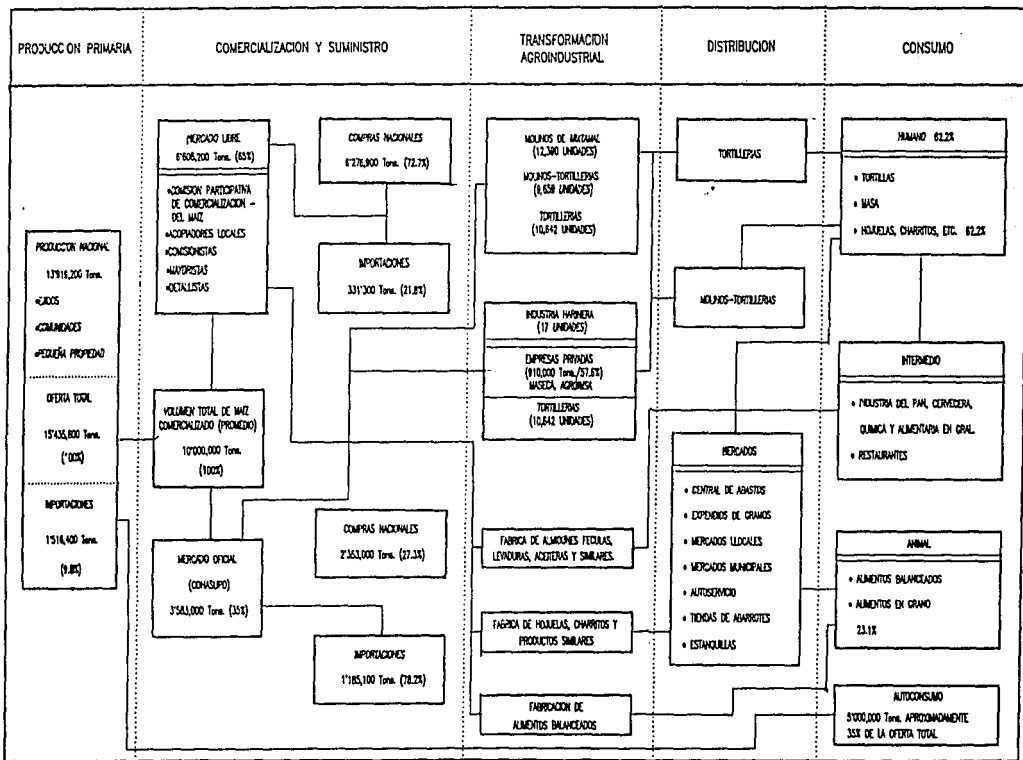 PRODUCCION PRIMARIA
COMERCIALIZACION Y SUMINISTRO
TRANSFORMACION
AGROINDUSTRIAL
DISTRIBUCION
CONSUMO
PRODUCCION NACIONAL
13'916,200 Tons.
•EJIDOS
•COMUNIDADES
•PEQUEÑA PROPIEDAD
OFERTA TOTAL
15'435,600 Tons.
(100%)
IMPORTACIONES
1'516,400 Tons.
(9.8%)
MERCADO LIBRE
6'608,200 Tons. (65%)
•COMISION PARTICIPATIVA
DE COMERCIALIZACION -
DEL MAIZ
•ACOPIADORES LOCALES
•COMISIONISTAS
•MAYORISTAS
•DETALLISTAS
VOLUMEN TOTAL DE MAIZ
COMERCIALIZADO (PROMEDIO)
10'000,000 Tons.
(100%)
MERCADO OFICIAL
(CONASUPO)
3'583,000 Tons. (35%)
COMPRAS NACIONALES
6'276,900 Tons. (72.7%)
IMPORTACIONES
331'300 Tons. (21.8%)
COMPRAS NACIONALES
2'353,000 Tons. (27.3%)
IMPORTACIONES
1'185,100 Tons. (78.2%)
MOLINOS DE NIXTAMAL
(12,390 UNIDADES)
MOLINOS-TORTILLERIAS
(9,659 UNIDADES)
TORTILLERIAS
(10,642 UNIDADES)
INDUSTRIA HARINERA
(17 UNIDADES)
EMPRESAS PRIVADAS
(910,000 Tons./57.6%)
MASECA, AGROINSA
TORTILLERIAS
(10,642 UNIDADES)
FABRICA DE ALMIDONES FECULAS,
LEVADURAS, ACEITERAS Y SIMILARES.
FABRICA DE HOJUELAS, CHARRITOS Y
PRODUCTOS SIMILARES
FABRICACION DE
ALIMENTOS BALANCEADOS
TORTILLERIAS
MOLINOS-TORTILLERIAS
MERCADOS
• CENTRAL DE ABASTOS
• EXPENDIOS DE GRANOS
• MERCADOS LLOCALES
• MERCADOS MUNICIPALES
• AUTOSERVICIO
• TIENDAS DE ABARROTES
• ESTANQUILLAS
HUMANO 62.2%
• TORTILLAS
• MASA
• HOJUELAS, CHARRITOS, ETC. 62.2%
INTERMEDIO
• INDUSTRIA DEL PAN, CERVECERA,
QUIMICA Y ALIMENTARIA EN GRAL.
• RESTAURANTES
ANIMAL
• ALIMENTOS BALANCEADOS
• ALIMENTOS EN GRANO
23.1%
AUTOCONSUMO
5'000,000 Tons. APROXIMADAMENTE
35% DE LA OFERTA TOTAL